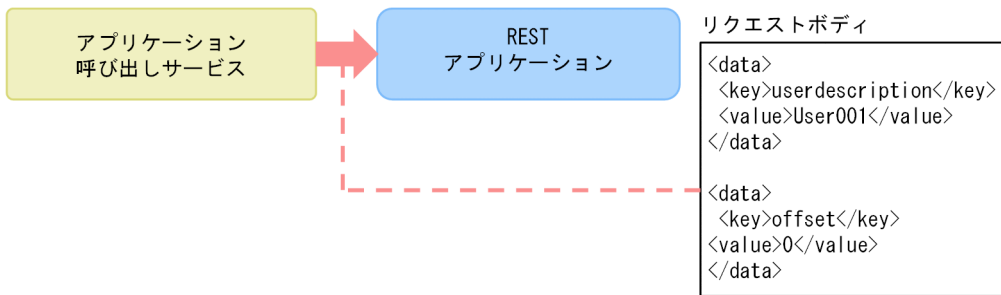 アプリケーション
呼び出しサービス
REST
アプリケーション
リクエストボディ
<data>
<key>userdescription</key>
<value>User001</value>
</data>
<data>
<key>offset</key>
<value>0</value>
</data>